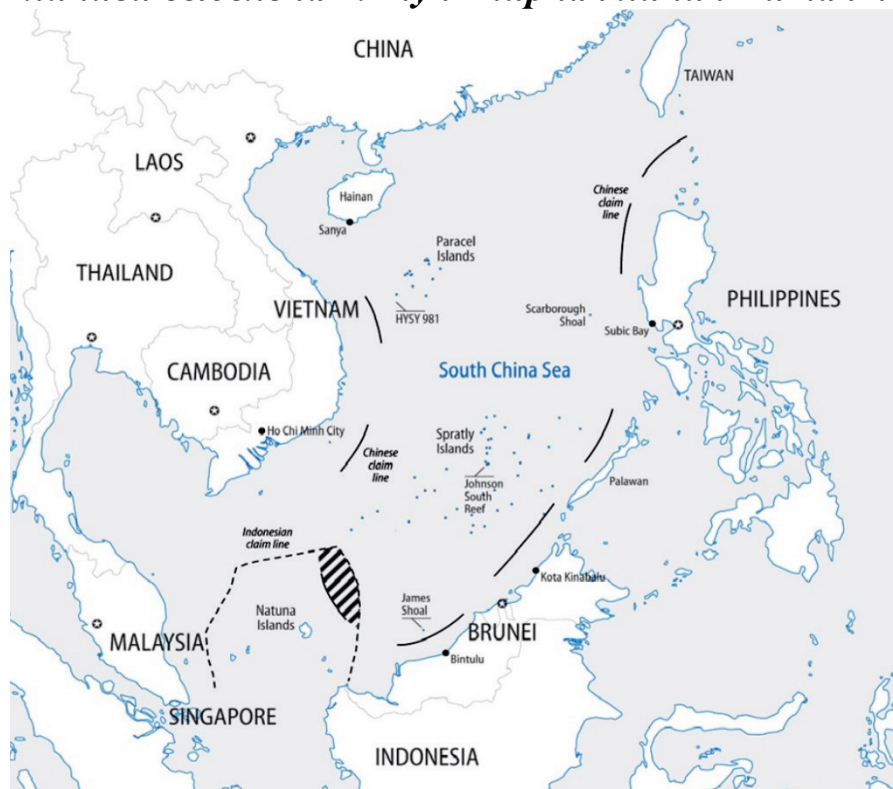 CHINA
TAIWAN
LAOS
Hainan
Chinese
claim
line
Sanya
Paracel
Islands
THAILAND
VIETNAM
HYSY 981
Scarborough
Shoal
PHILIPPINES
Subic Bay
CAMBODIA
South China Sea
Ho Chi Minh City
Chinese
claim
line
Spratly
Islands
Johnson
South
Reef
Palawan
Indonesian
claim line
Kota Kinabalu
Natuna
Islands
James
Shoal
MALAYSIA
BRUNEI
Bintulu
SINGAPORE
INDONESIA